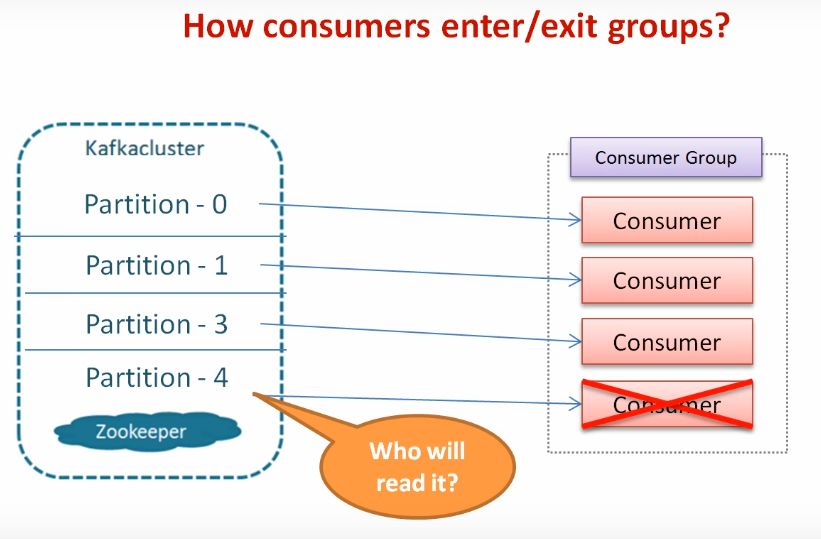 How consumers enter/exit groups?
Kafkacluster
Consumer Group
Partition - 0
Consumer
Partition - 1
Consumer
Partition - 3
Consumer
Partition - 4
Consumer
Zookeeper
Who will
read it?